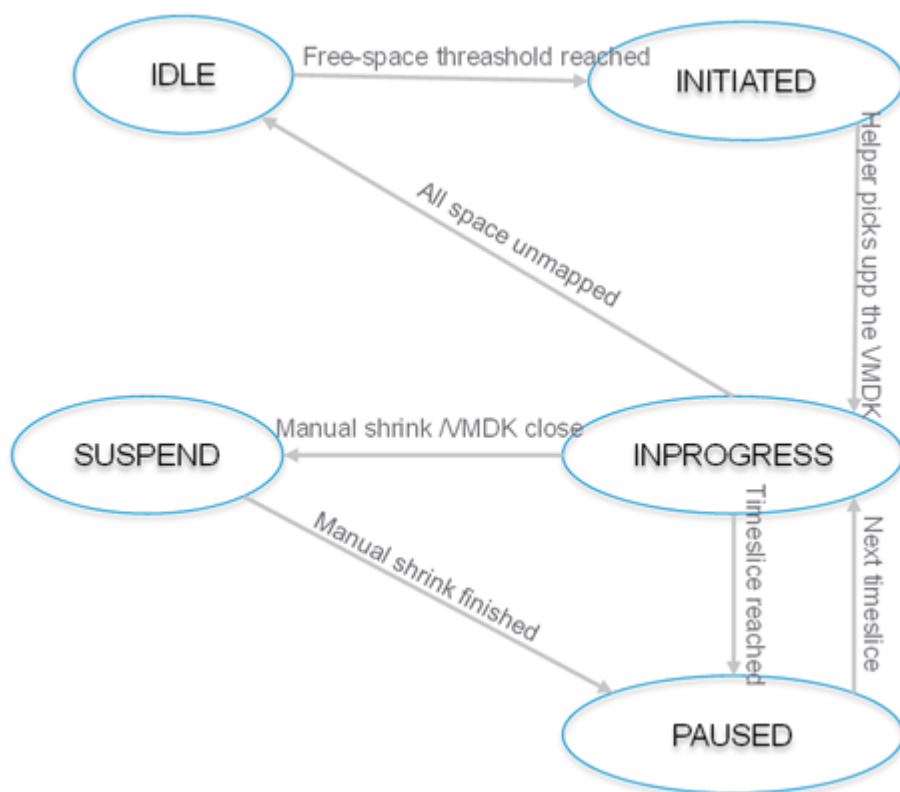 IDLE
Free-space threashold reached
INITIATED
Helper picks upp the VMDK
All space unmapped
SUSPEND
Manual shrink /VMDK close
INPROGRESS
Manual shrink finished
Timeslice reached
Next timeslice
PAUSED